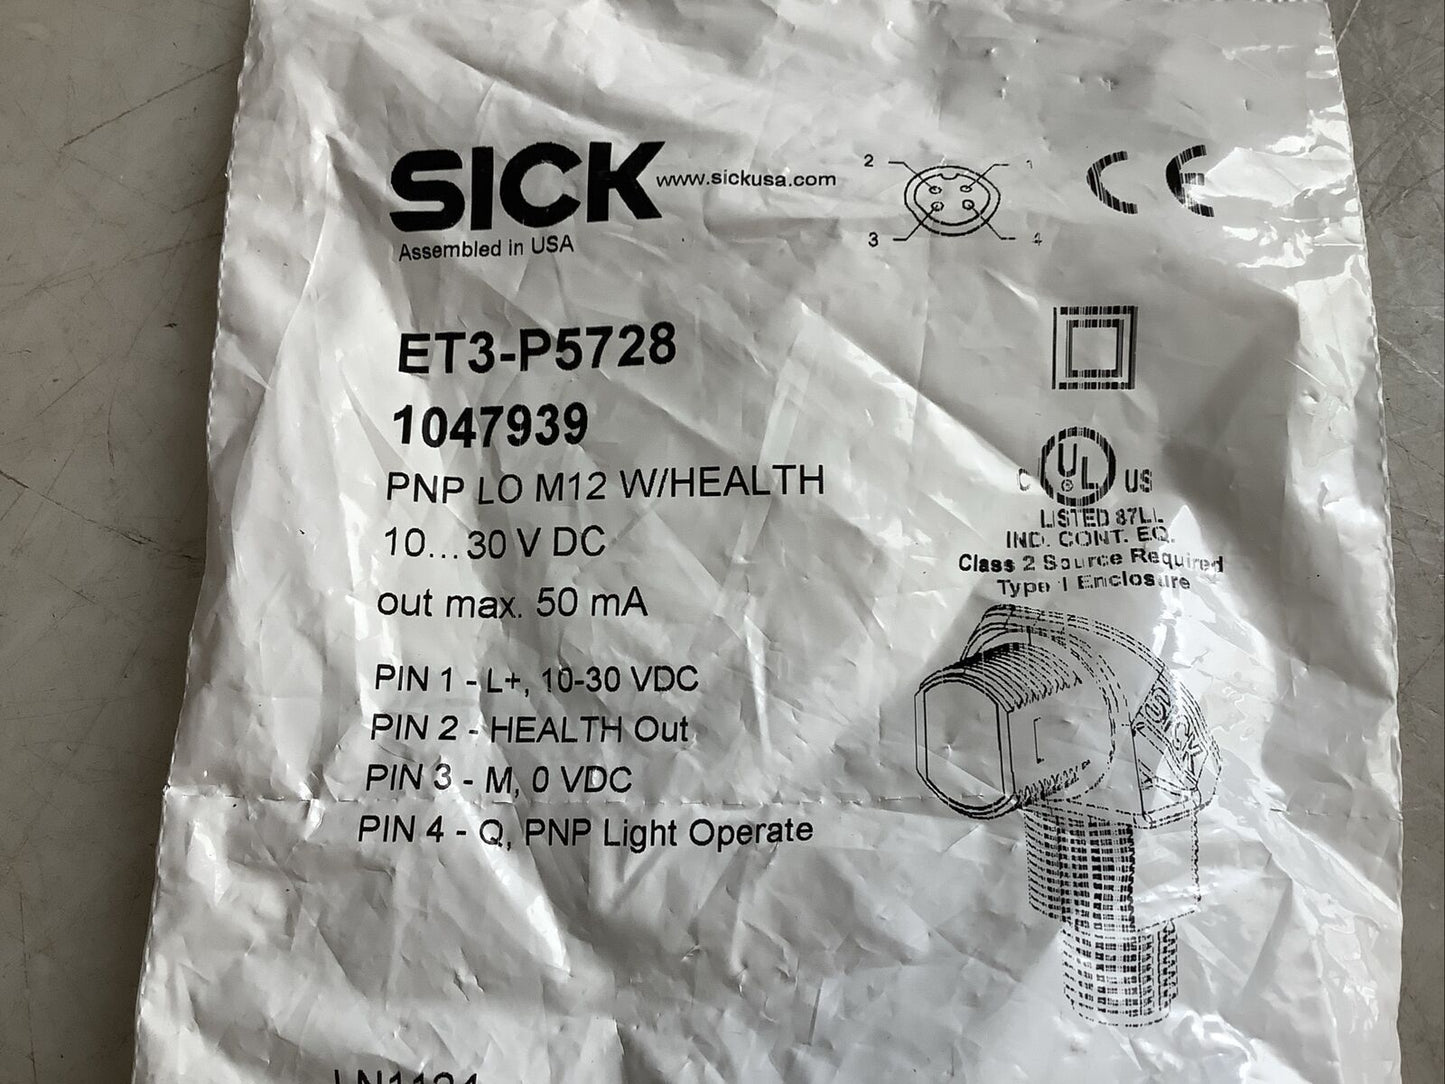 SICK www.sickusa.com
Assembled in USA
2 1
3 4
CE
ET3-P5728
1047939
PNP LO M12 W/HEALTH
10...30 V DC
out max. 50 mA
PIN 1 - L+, 10-30 VDC
PIN 2 - HEALTH Out
PIN 3 - M, 0 VDC
PIN 4 - Q, PNP Light Operate
C UL US
LISTED 87LL
IND. CONT. EQ.
Class 2 Source Required
Type 1 Enclosure
SICK